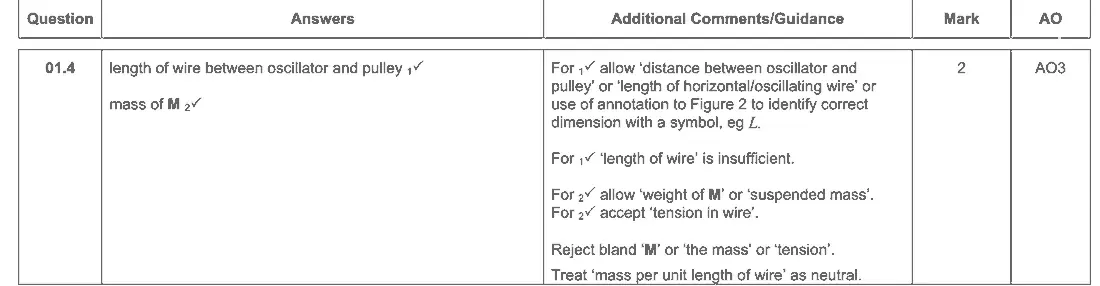 Question Answers Additional Comments/Guidance Mark AO
01.4 length of wire between oscillator and pulley ₁✓ For ₁✓ allow ‘distance between oscillator and 2 AO3
pulley’ or ‘length of horizontal/oscillating wire’ or
mass of M ₂✓ use of annotation to Figure 2 to identify correct
dimension with a symbol, eg L.
For ₁✓ ‘length of wire’ is insufficient.
For ₂✓ allow ‘weight of M’ or ‘suspended mass’.
For ₂✓ accept ‘tension in wire’.
Reject bland ‘M’ or ‘the mass’ or ‘tension’.
Treat ‘mass per unit length of wire’ as neutral.